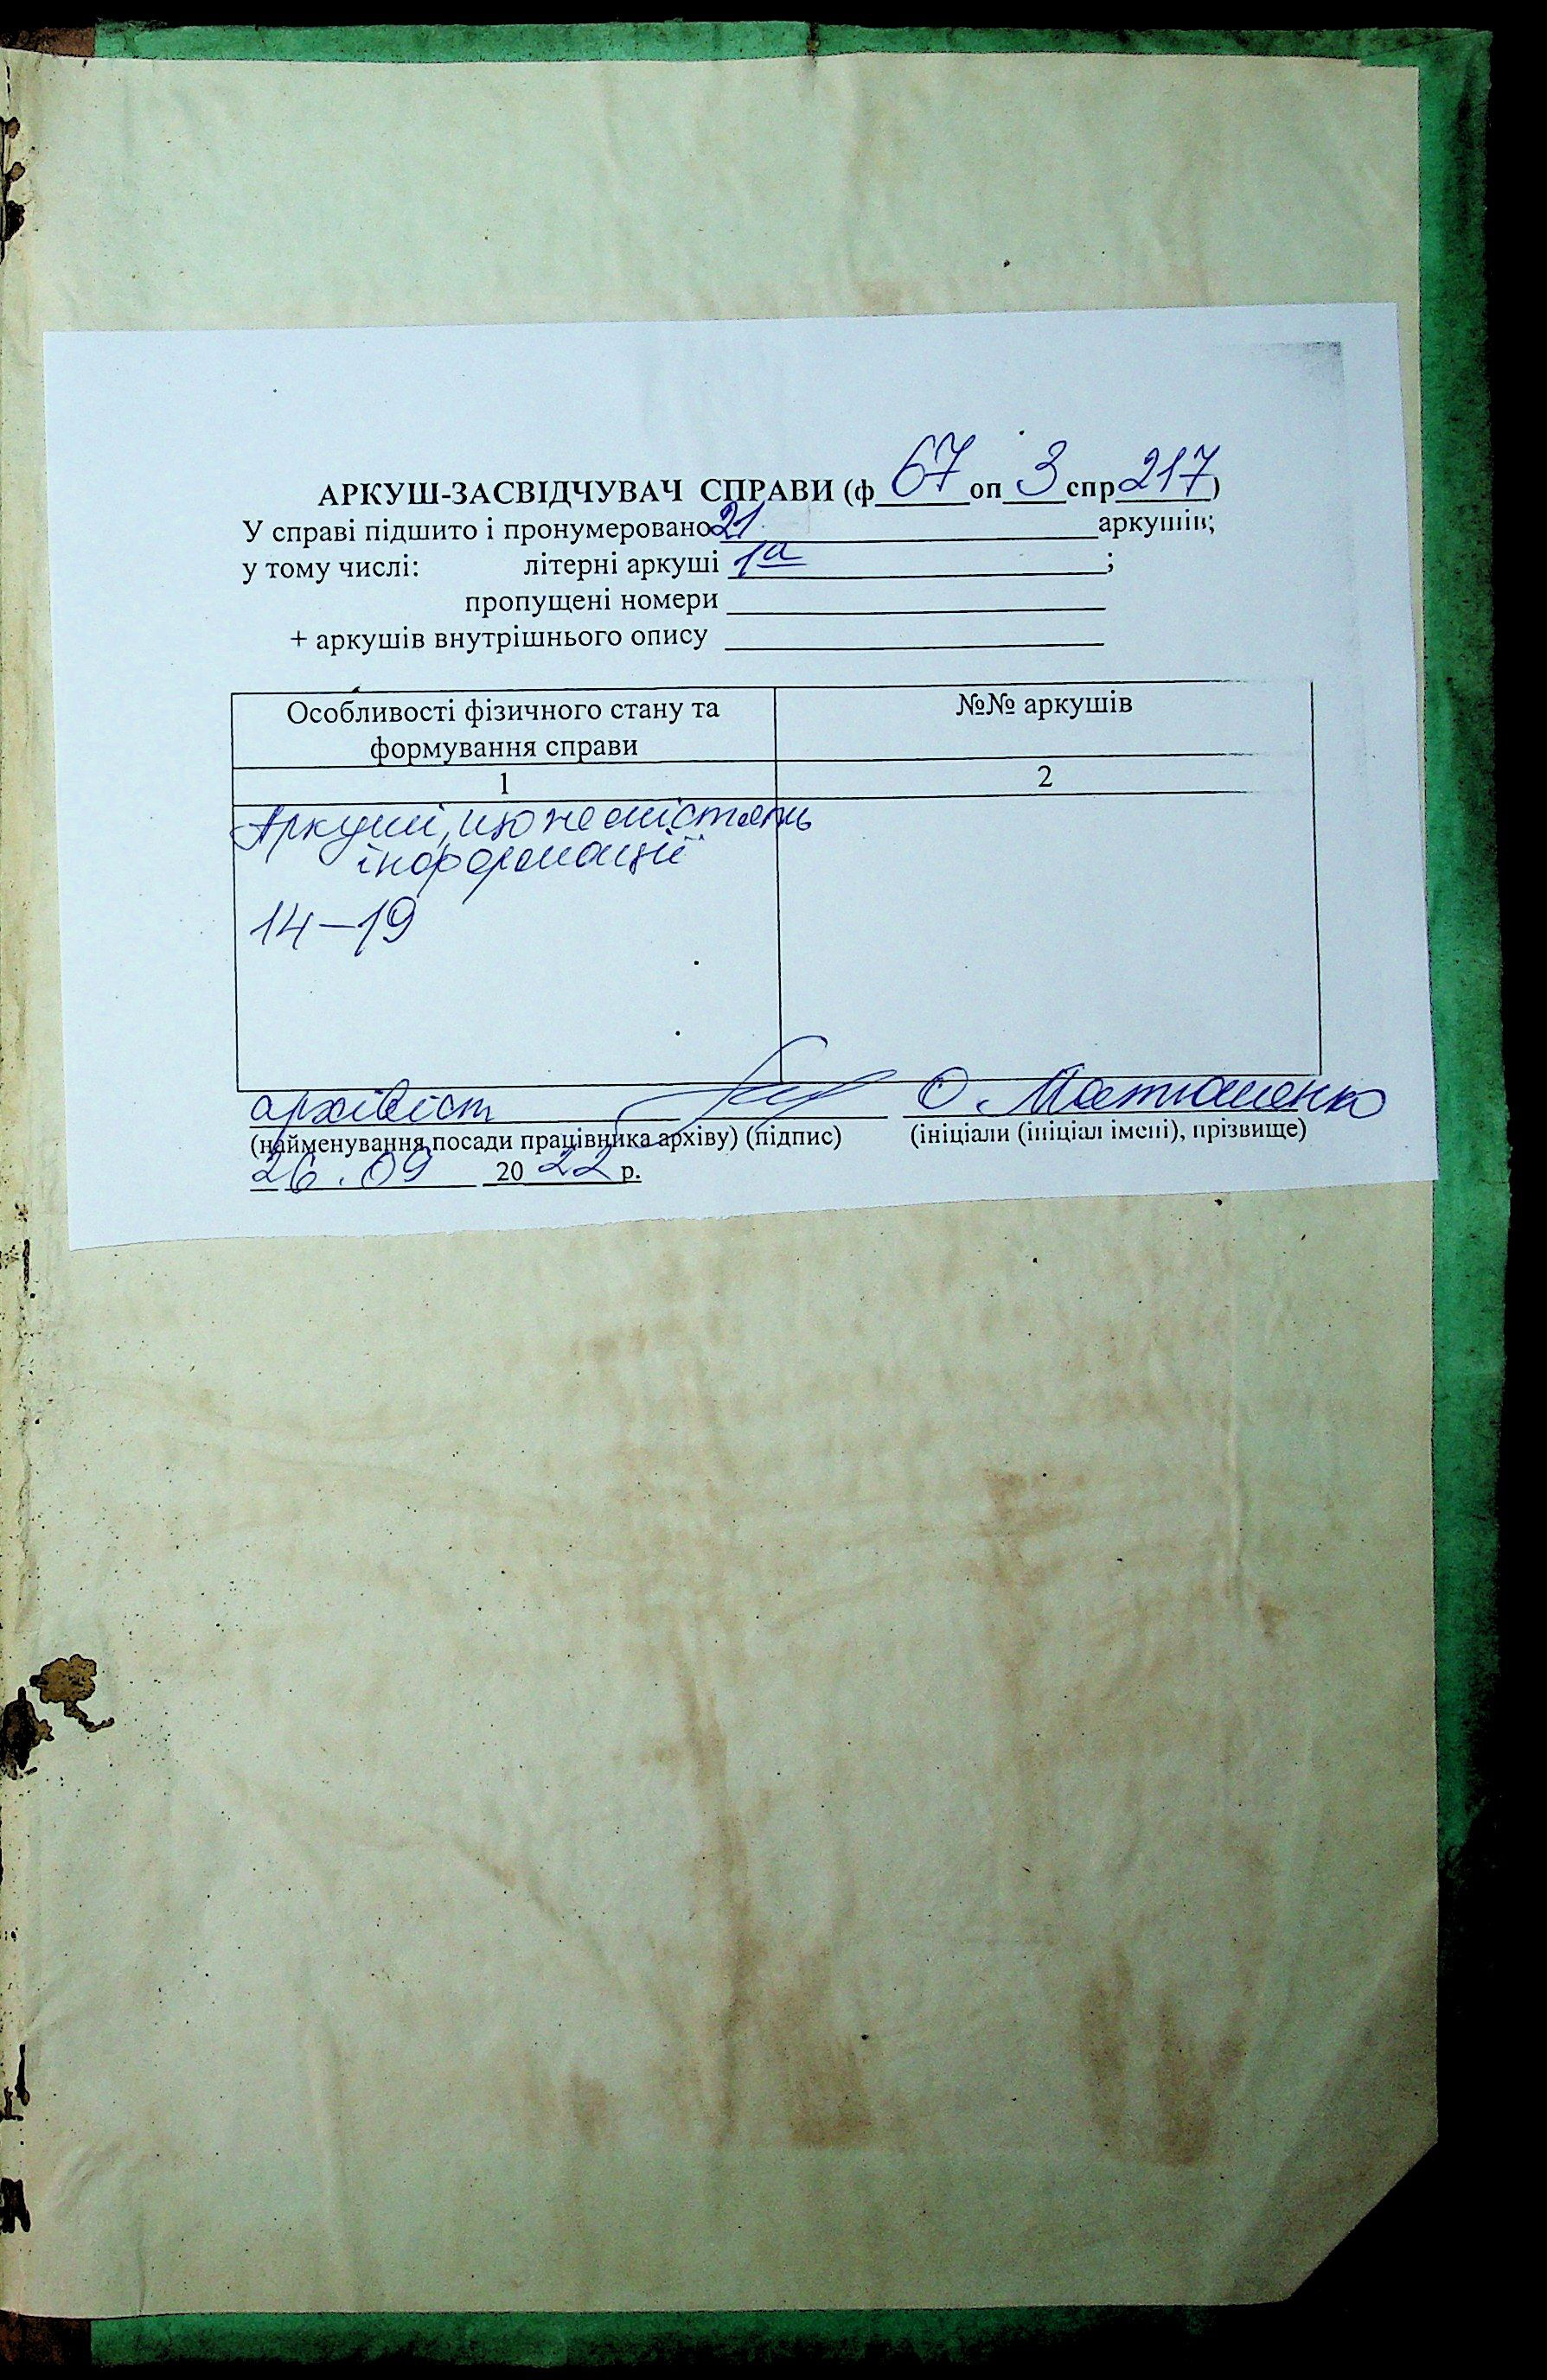 АРКУШ-ЗАСВІДЧУВАЧ СПРАВИ (ф 67 оп 3 спр 217)
У справі підшито і пронумеровано 21 аркушів;
у тому числі: літерні аркуші 1а ;
пропущені номери
+ аркушів внутрішнього опису
Особливості фізичного стану та формування справи
№№ аркушів
1
2
Аркуші, що не містять
інформації
14-19
архівіст О. Матюшенко
(найменування посади працівника архіву) (підпис) (ініціали (ініціал імені), прізвище)
26.09 2022 р.